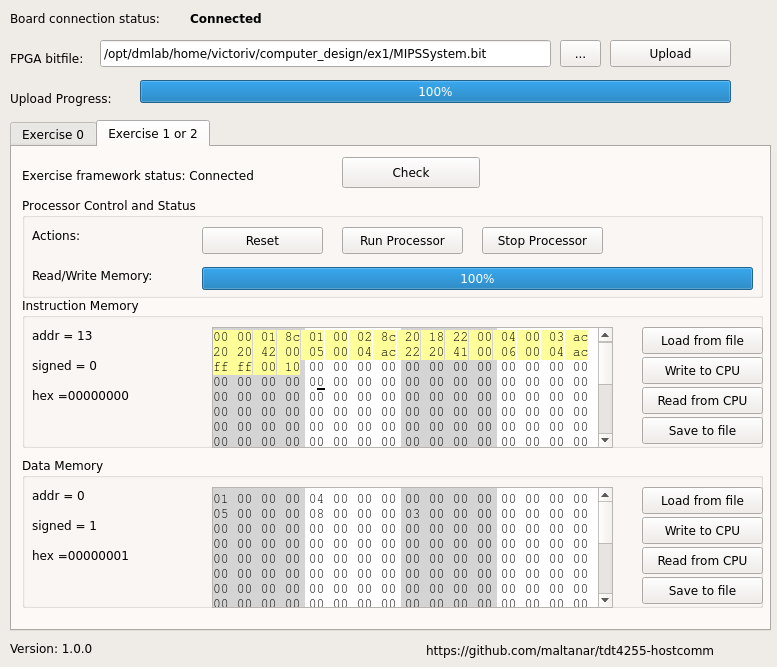 Board connection status: Connected
FPGA bitfile: /opt/dmlab/home/victoriv/computer_design/ex1/MIPSSystem.bit ... Upload
Upload Progress: 100%
Exercise 0 Exercise 1 or 2
Exercise framework status: Connected Check
Processor Control and Status
Actions: Reset Run Processor Stop Processor
Read/Write Memory: 100%
Instruction Memory
addr = 13
signed = 0
hex =00000000
00 00 01 8c 01 00 02 8c 20 18 22 00 04 00 03 ac
20 20 42 00 05 00 04 ac 22 20 41 00 06 00 04 ac
ff ff 00 10 00 00 00 00 00 00 00 00 00 00 00 00
00 00 00 00 00 00 00 00 00 00 00 00 00 00 00 00
00 00 00 00 00 00 00 00 00 00 00 00 00 00 00 00
00 00 00 00 00 00 00 00 00 00 00 00 00 00 00 00
00 00 00 00 00 00 00 00 00 00 00 00 00 00 00 00
00 00 00 00 00 00 00 00 00 00 00 00 00 00 00 00
Load from file
Write to CPU
Read from CPU
Save to file
Data Memory
addr = 0
signed = 1
hex =00000001
01 00 00 00 04 00 00 00 00 00 00 00 00 00 00 00
05 00 00 00 08 00 00 00 03 00 00 00 00 00 00 00
00 00 00 00 00 00 00 00 00 00 00 00 00 00 00 00
00 00 00 00 00 00 00 00 00 00 00 00 00 00 00 00
00 00 00 00 00 00 00 00 00 00 00 00 00 00 00 00
00 00 00 00 00 00 00 00 00 00 00 00 00 00 00 00
00 00 00 00 00 00 00 00 00 00 00 00 00 00 00 00
00 00 00 00 00 00 00 00 00 00 00 00 00 00 00 00
Load from file
Write to CPU
Read from CPU
Save to file
Version: 1.0.0 https://github.com/maltanar/tdt4255-hostcomm